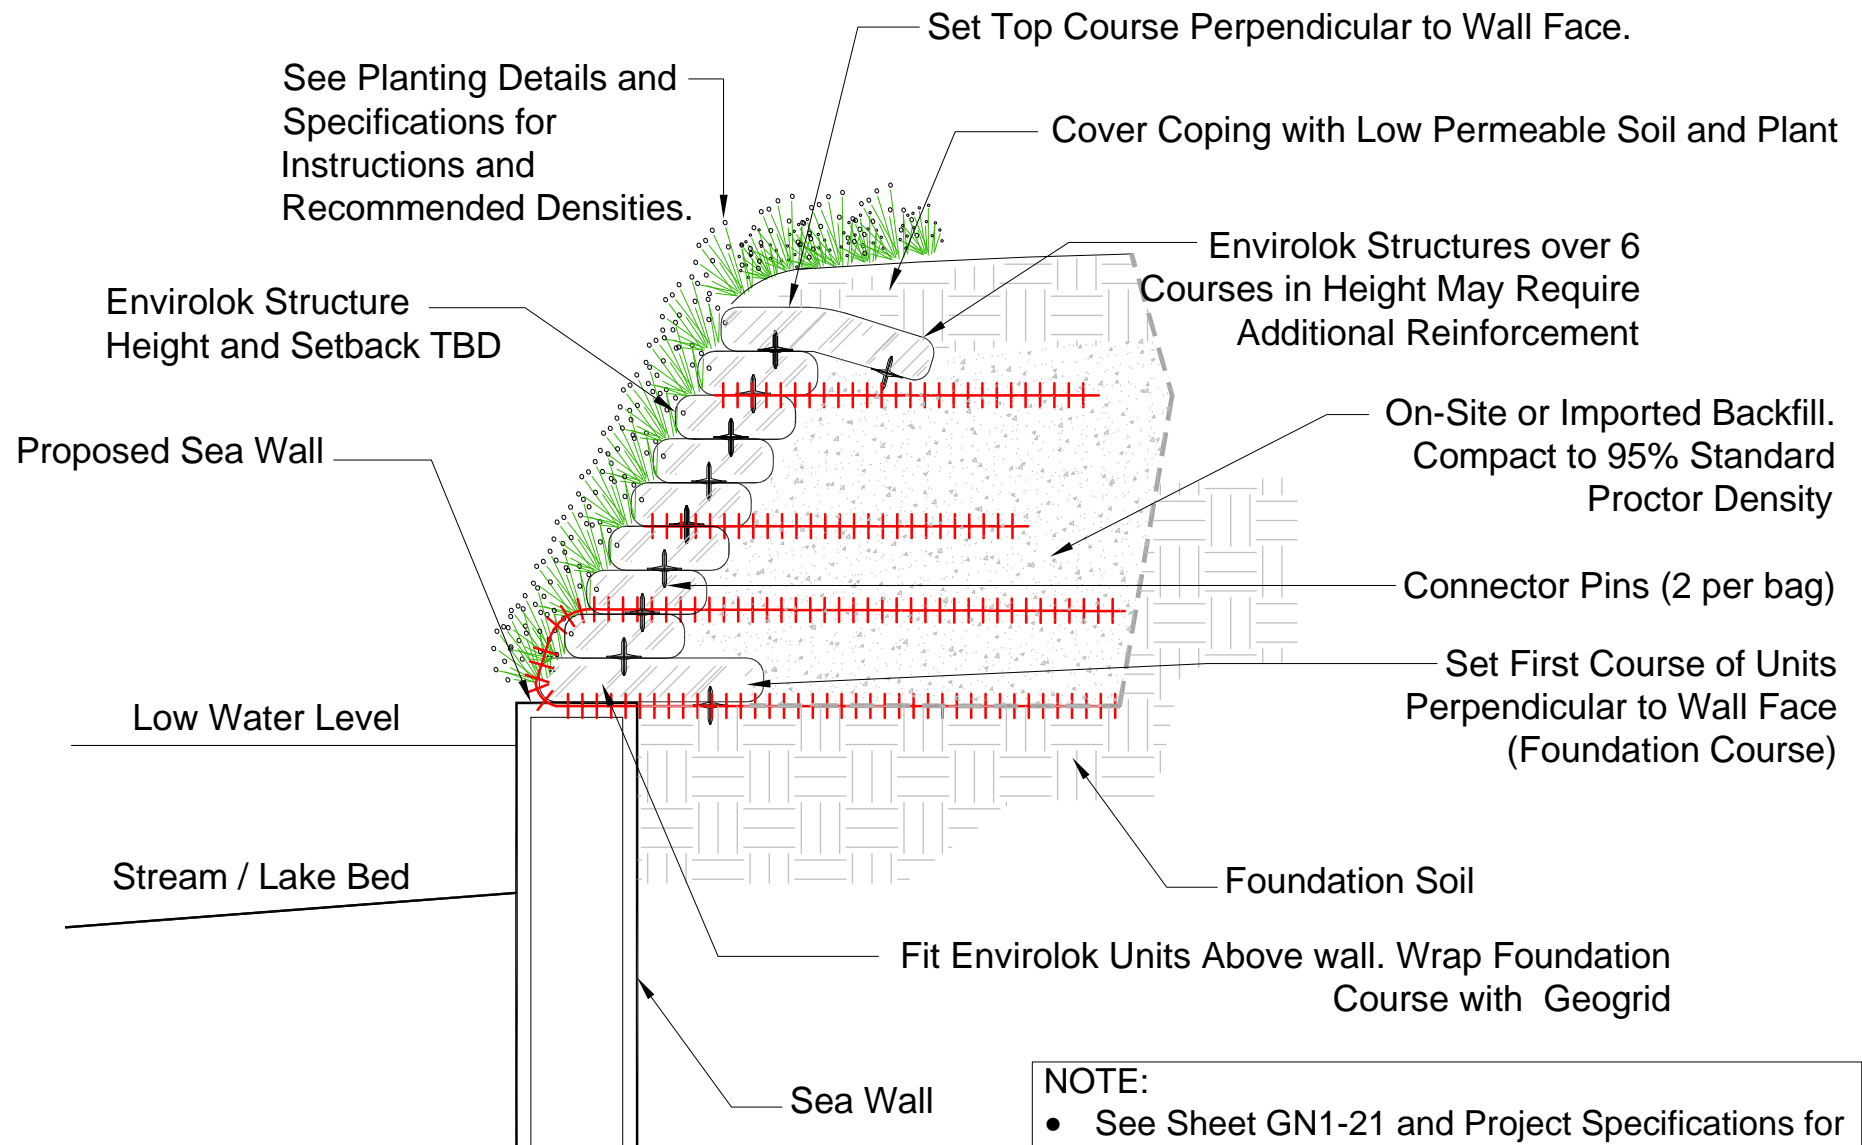 Set Top Course Perpendicular to Wall Face.
See Planting Details and
Specifications for
Instructions and
Recommended Densities.
Cover Coping with Low Permeable Soil and Plant
Envirolok Structures over 6
Courses in Height May Require
Additional Reinforcement
Envirolok Structure
Height and Setback TBD
On-Site or Imported Backfill.
Compact to 95% Standard
Proctor Density
Proposed Sea Wall
Connector Pins (2 per bag)
Set First Course of Units
Perpendicular to Wall Face
(Foundation Course)
Low Water Level
Stream / Lake Bed
Foundation Soil
Fit Envirolok Units Above wall. Wrap Foundation
Course with Geogrid
Sea Wall
NOTE:
• See Sheet GN1-21 and Project Specifications for